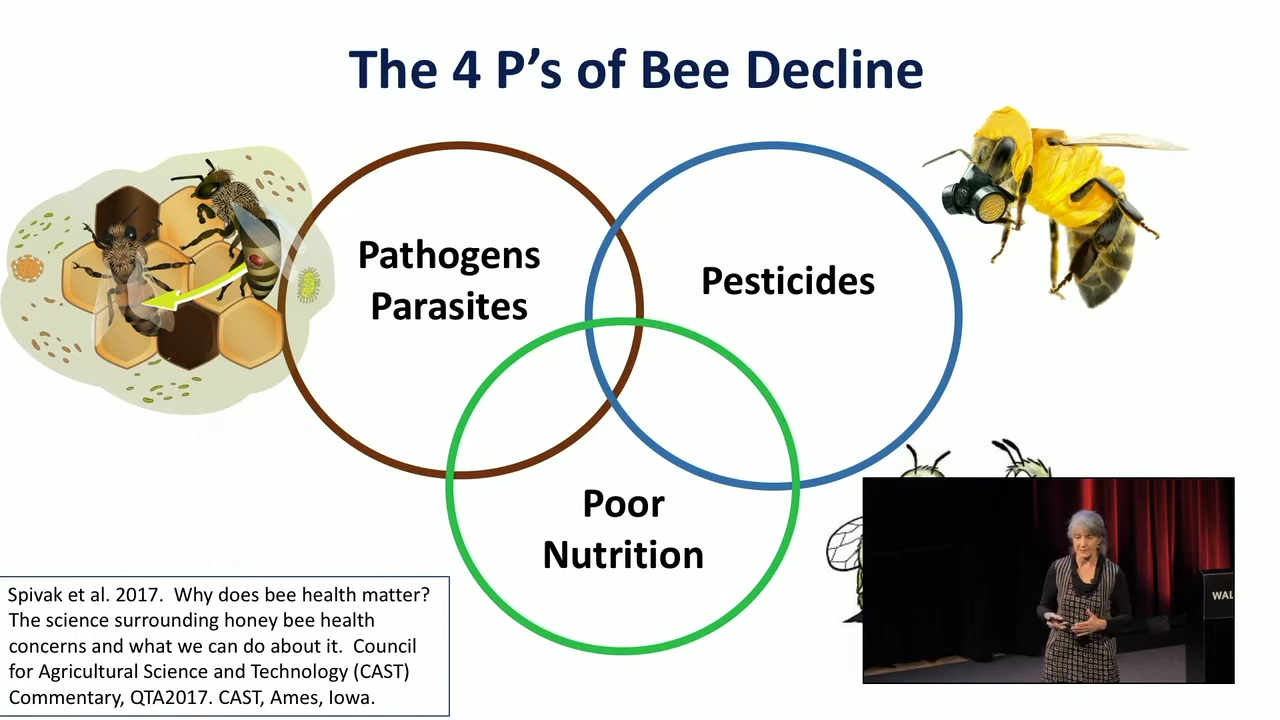 The 4 P’s of Bee Decline
Pathogens
Parasites
Pesticides
Poor
Nutrition
Spivak et al. 2017. Why does bee health matter?
The science surrounding honey bee health
concerns and what we can do about it. Council
for Agricultural Science and Technology (CAST)
Commentary, QTA2017. CAST, Ames, Iowa.
WAL